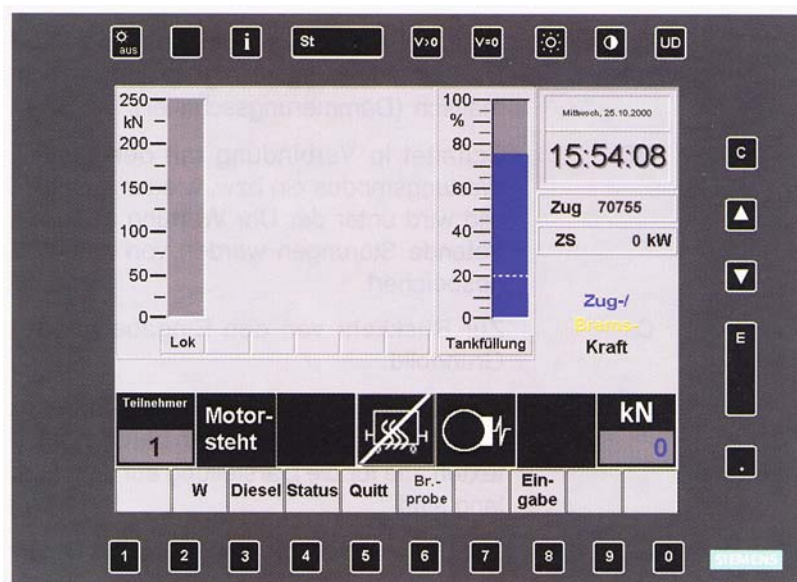 aus
i
St
V>0
V=0
UD
250
kN
200
150
100
50
0
Lok
100
%
80
60
40
20
0
Tankfüllung
Mittwoch, 25.10.2000
15:54:08
Zug 70755
ZS 0 kW
Zug-/
Brems-
Kraft
C
E
.
Teilnehmer
1
Motor-
steht
kN
0
W
Diesel
Status
Quitt
Br.-
probe
Ein-
gabe
1 2 3 4 5 6 7 8 9 0
SIEMENS